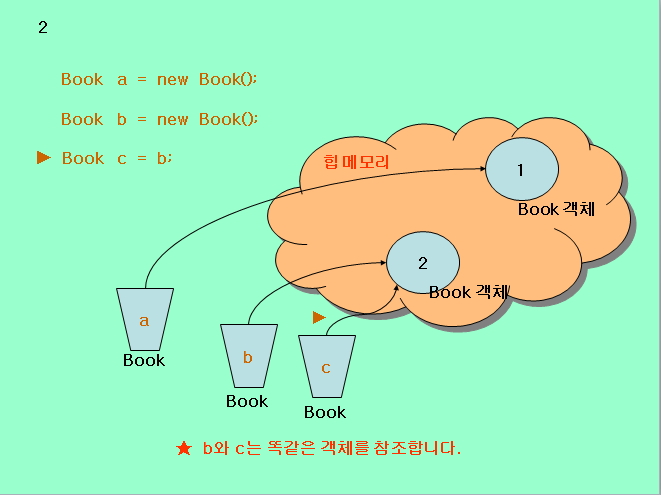 2
Book a = new Book();
Book b = new Book();
Book c = b;
힙 메모리
1
Book 객체
2
Book 객체
a
Book
b
Book
c
Book
★ b와 c는 똑같은 객체를 참조합니다.